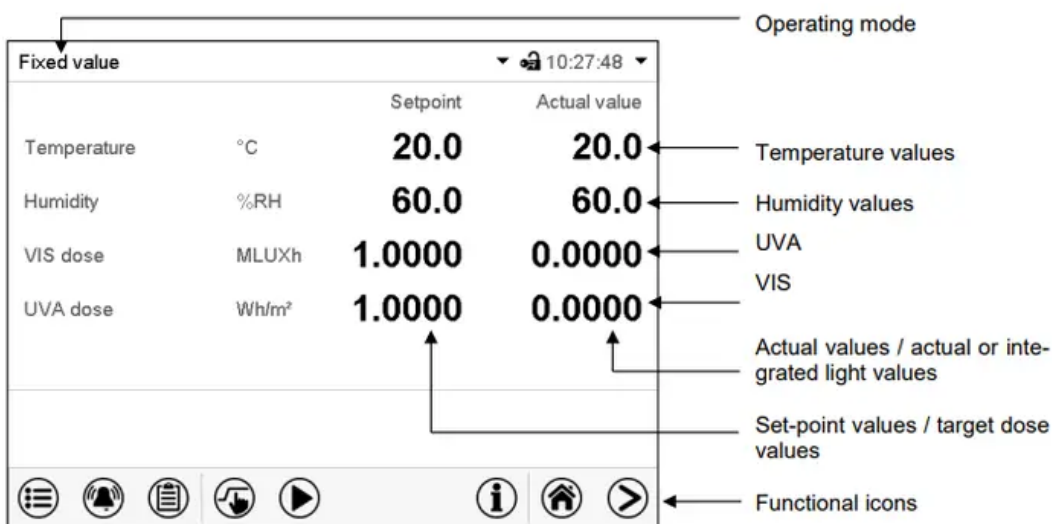 Operating mode
Fixed value 10:27:48
Setpoint Actual value
Temperature °C 20.0 20.0 Temperature values
Humidity %RH 60.0 60.0 Humidity values
VIS dose MLUXh 1.0000 0.0000 UVA
UVA dose Wh/m² 1.0000 0.0000 VIS
Actual values / actual or inte-
grated light values
Set-point values / target dose
values
Functional icons